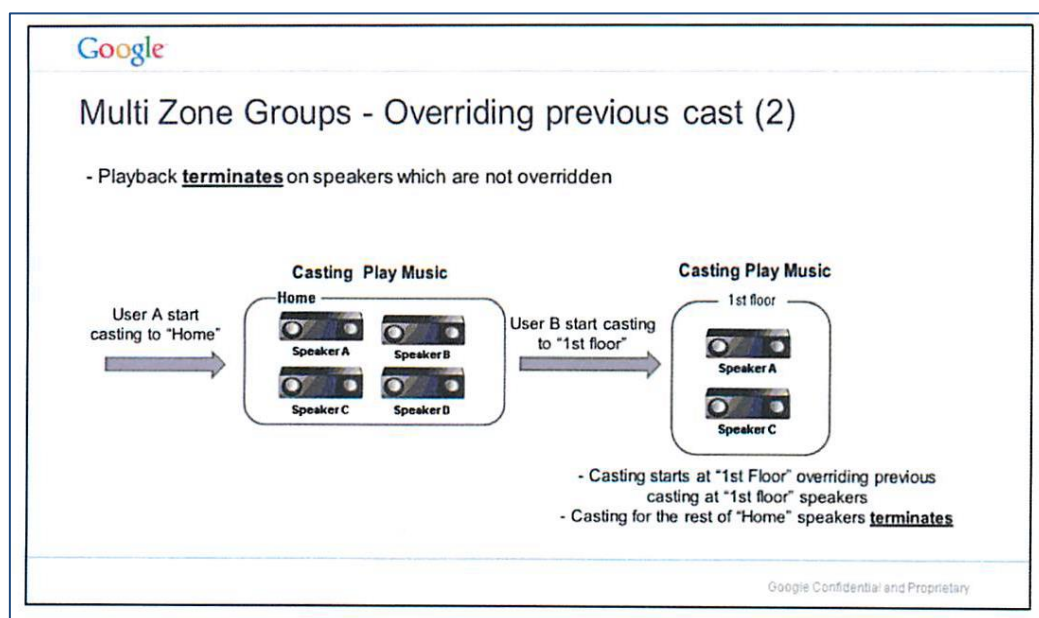 Google
Multi Zone Groups - Overriding previous cast (2)
- Playback terminates on speakers which are not overridden
User A start
casting to "Home"
Casting Play Music
Home
Speaker A
Speaker B
Speaker C
Speaker D
User B start casting
to "1st floor"
Casting Play Music
1st floor
Speaker A
Speaker C
- Casting starts at "1st Floor" overriding previous
casting at "1st floor" speakers
- Casting for the rest of "Home" speakers terminates
Google Confidential and Proprietary